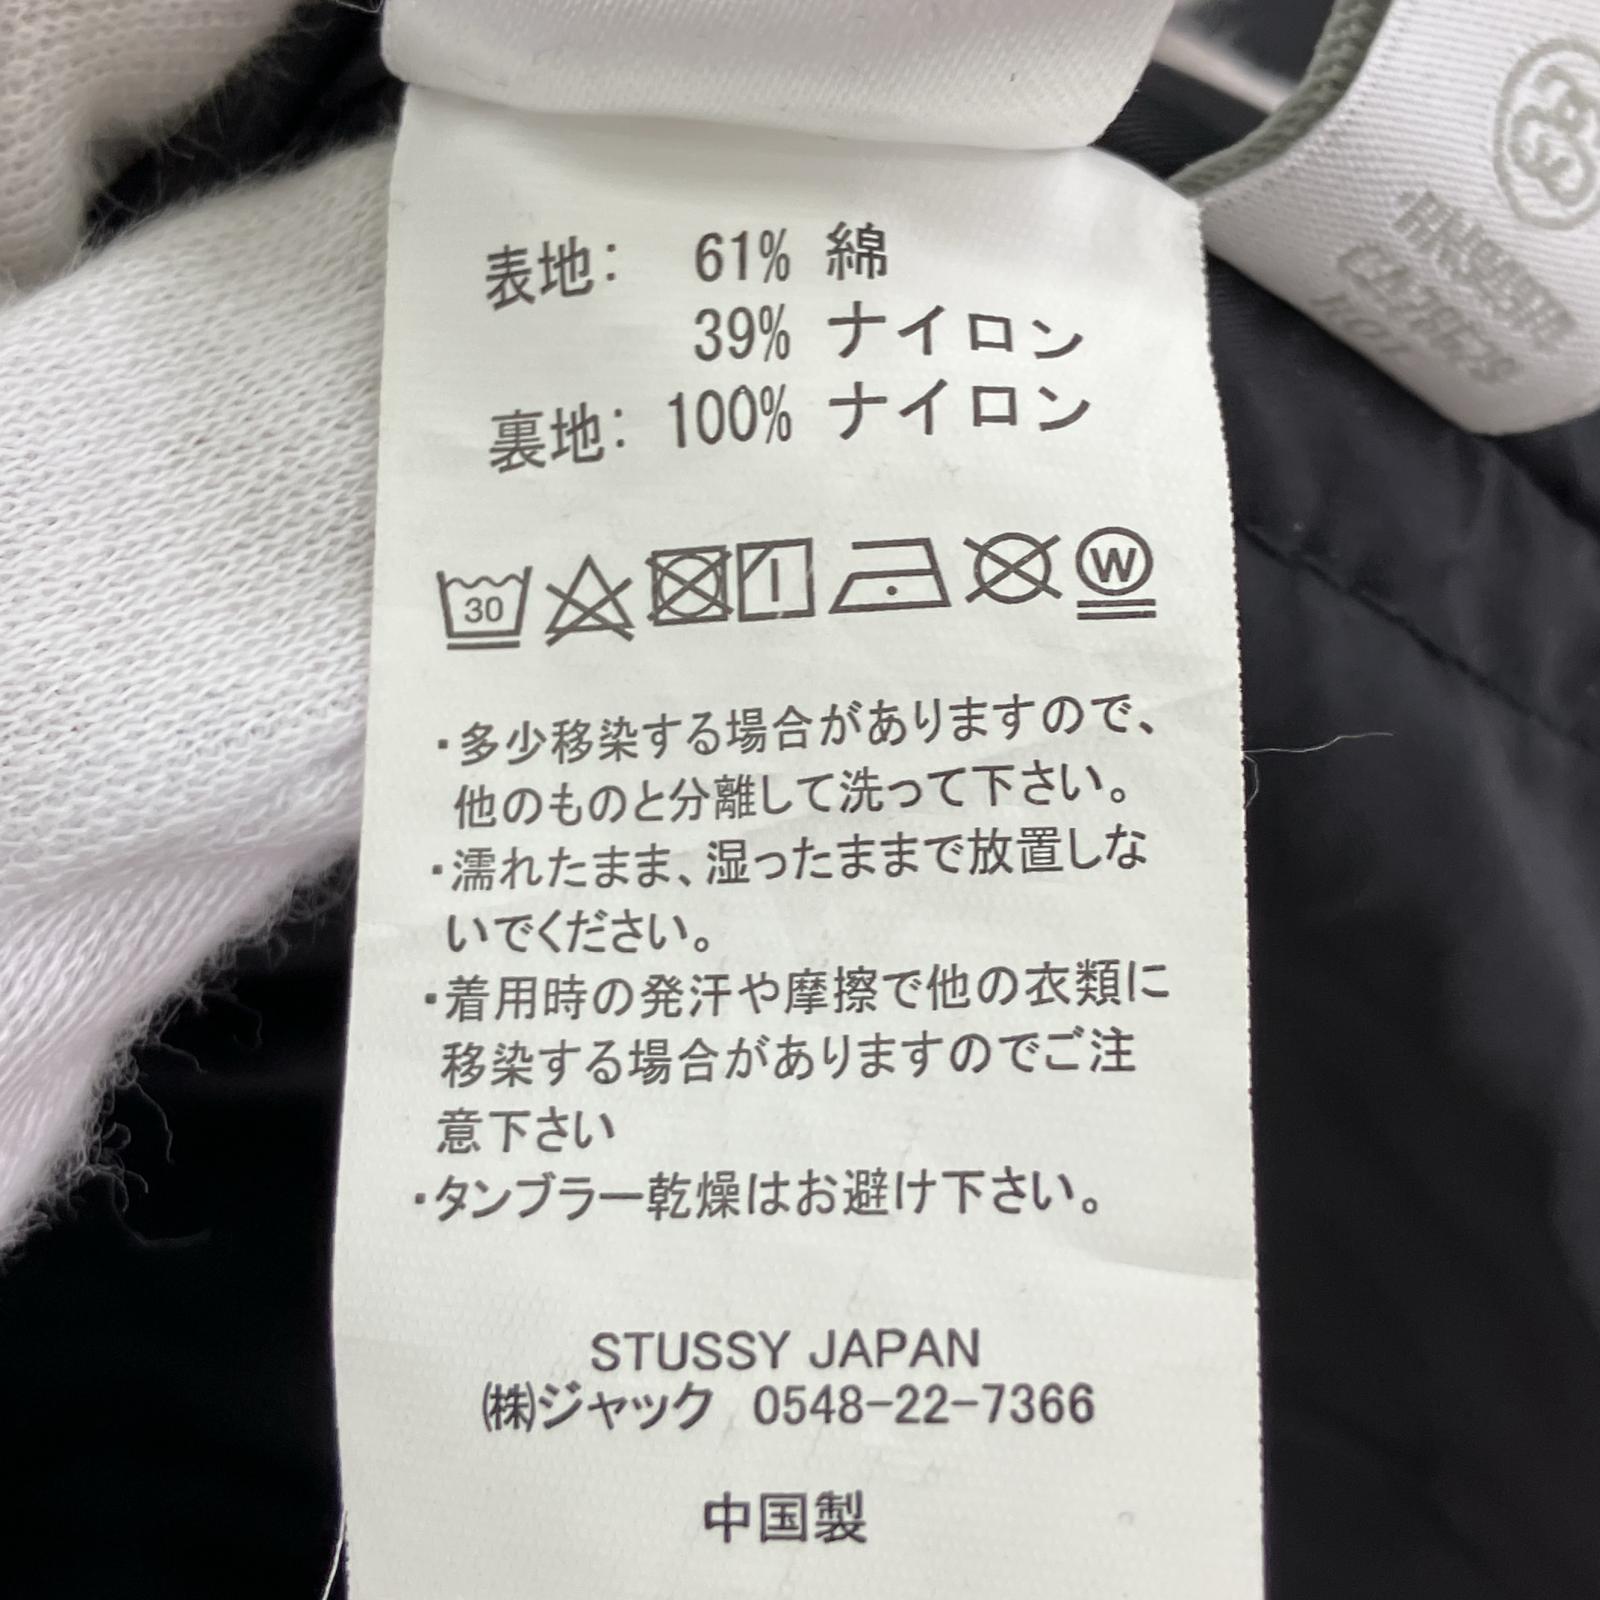 表地: 61% 綿
39% ナイロン
裏地: 100% ナイロン
30
W
・多少移染する場合がありますので、
他のものと分離して洗って下さい。
・濡れたまま、湿ったままで放置しな
いでください。
・着用時の発汗や摩擦で他の衣類に
移染する場合がありますのでご注
意下さい
・タンブラー乾燥はお避け下さい。
STUSSY JAPAN
㈱ジャック 0548-22-7366
中国製